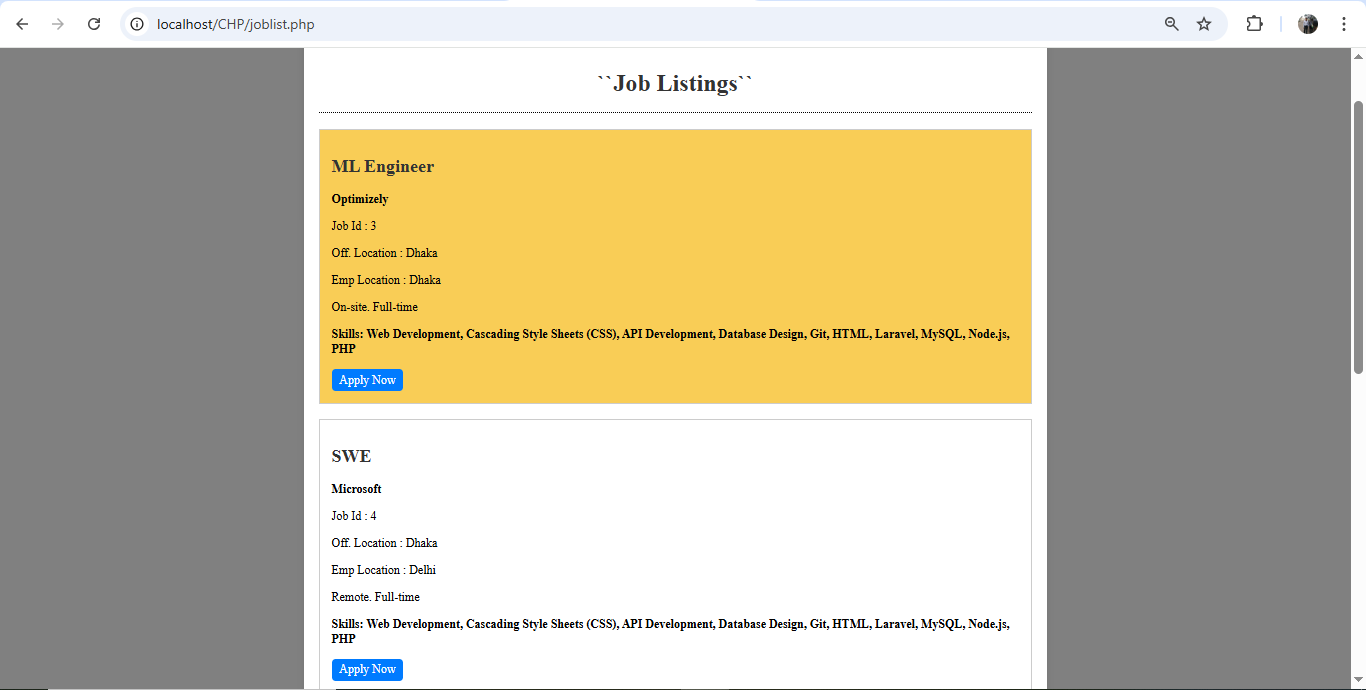 localhost/CHP/joblist.php
``Job Listings``
ML Engineer
Optimizely
Job Id : 3
Off. Location : Dhaka
Emp Location : Dhaka
On-site. Full-time
Skills: Web Development, Cascading Style Sheets (CSS), API Development, Database Design, Git, HTML, Laravel, MySQL, Node.js,
PHP
Apply Now
SWE
Microsoft
Job Id : 4
Off. Location : Dhaka
Emp Location : Delhi
Remote. Full-time
Skills: Web Development, Cascading Style Sheets (CSS), API Development, Database Design, Git, HTML, Laravel, MySQL, Node.js,
PHP
Apply Now